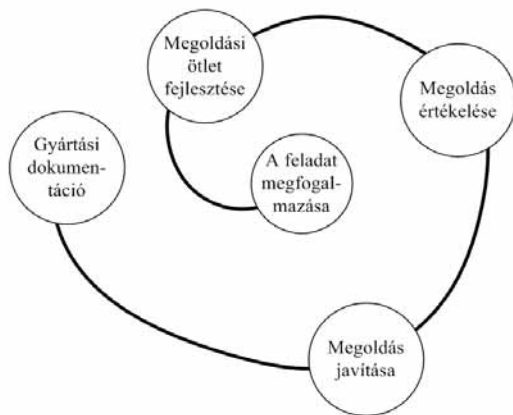 Megoldási
ötlet
fejlesztése
Megoldás
értékelése
Gyártási
dokumen-
táció
A feladat
megfogal-
mazása
Megoldás
javítása